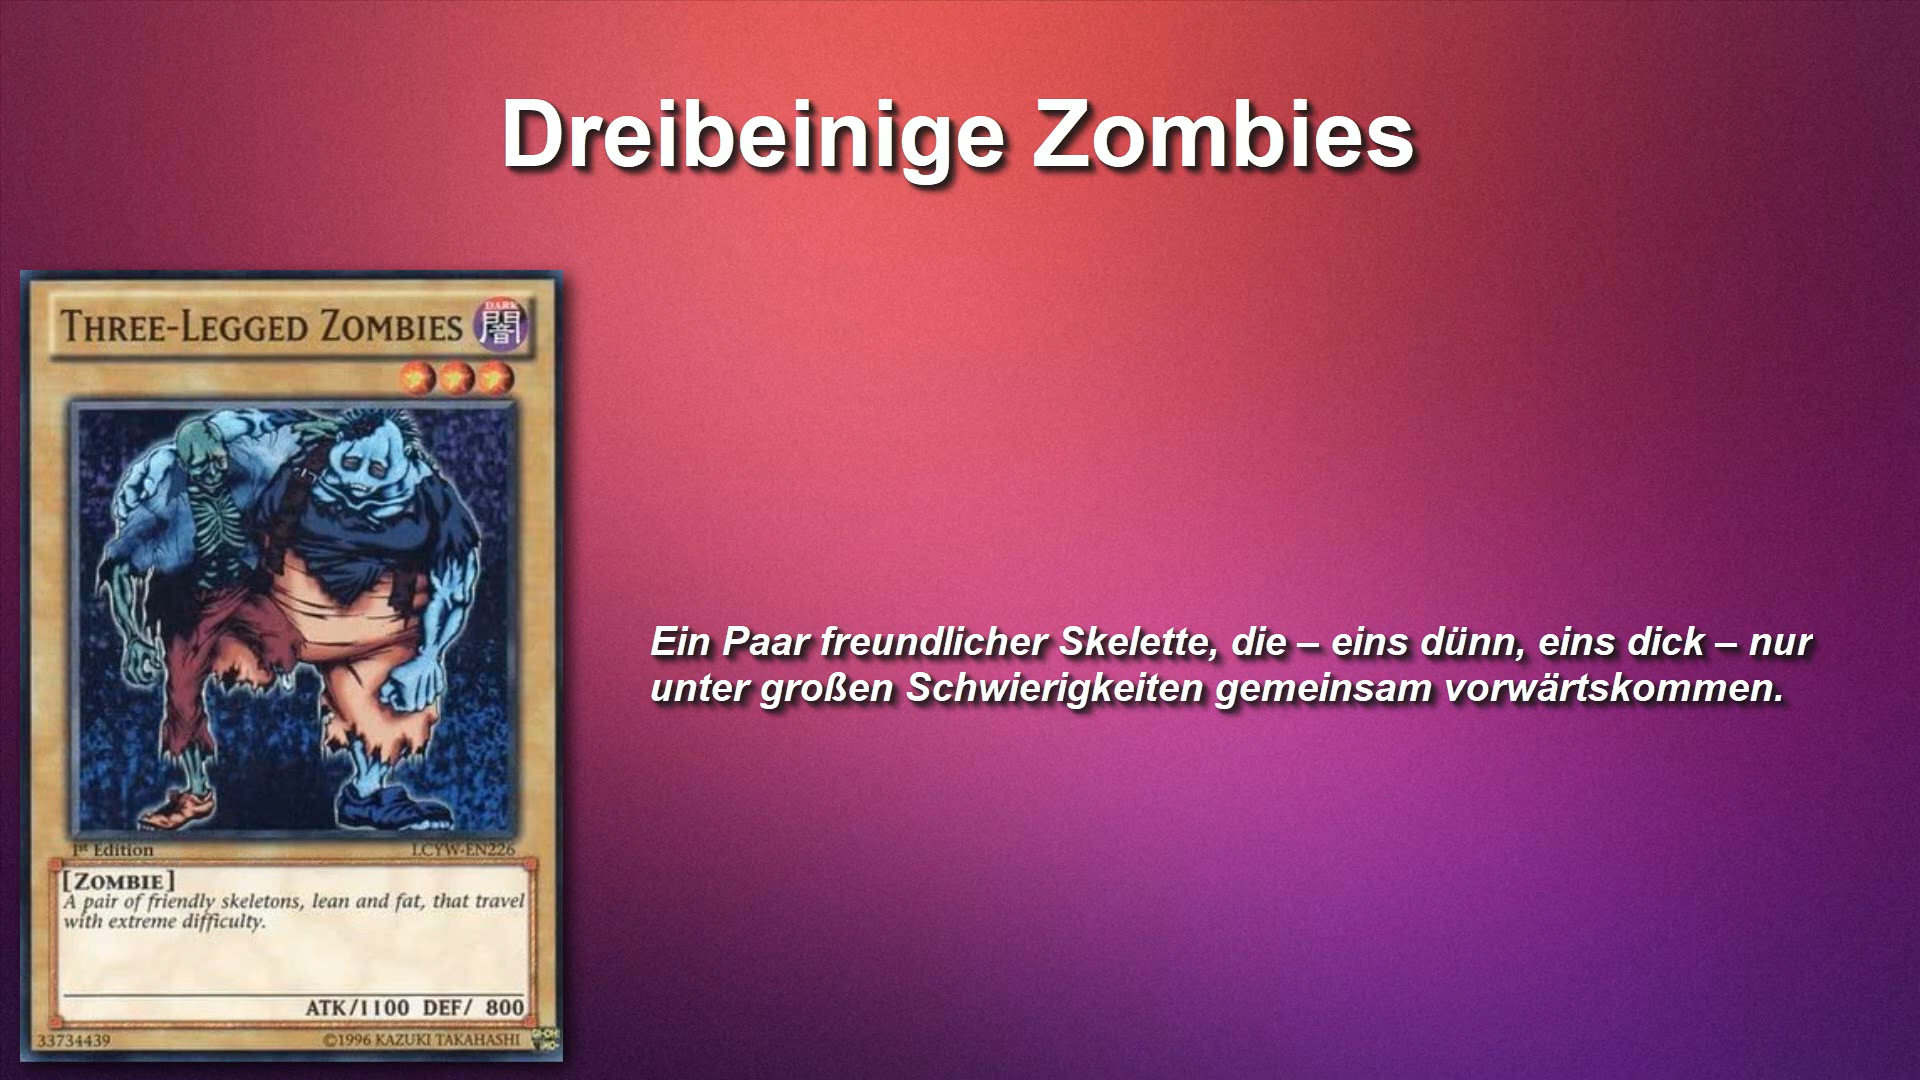 Dreibeinige Zombies
THREE-LEGGED ZOMBIES
DARK
闇
1st Edition
LCYW-EN226
[ZOMBIE]
A pair of friendly skeletons, lean and fat, that travel
with extreme difficulty.
ATK/1100 DEF/ 800
33734439
©1996 KAZUKI TAKAHASHI
Ein Paar freundlicher Skelette, die – eins dünn, eins dick – nur
unter großen Schwierigkeiten gemeinsam vorwärtskommen.